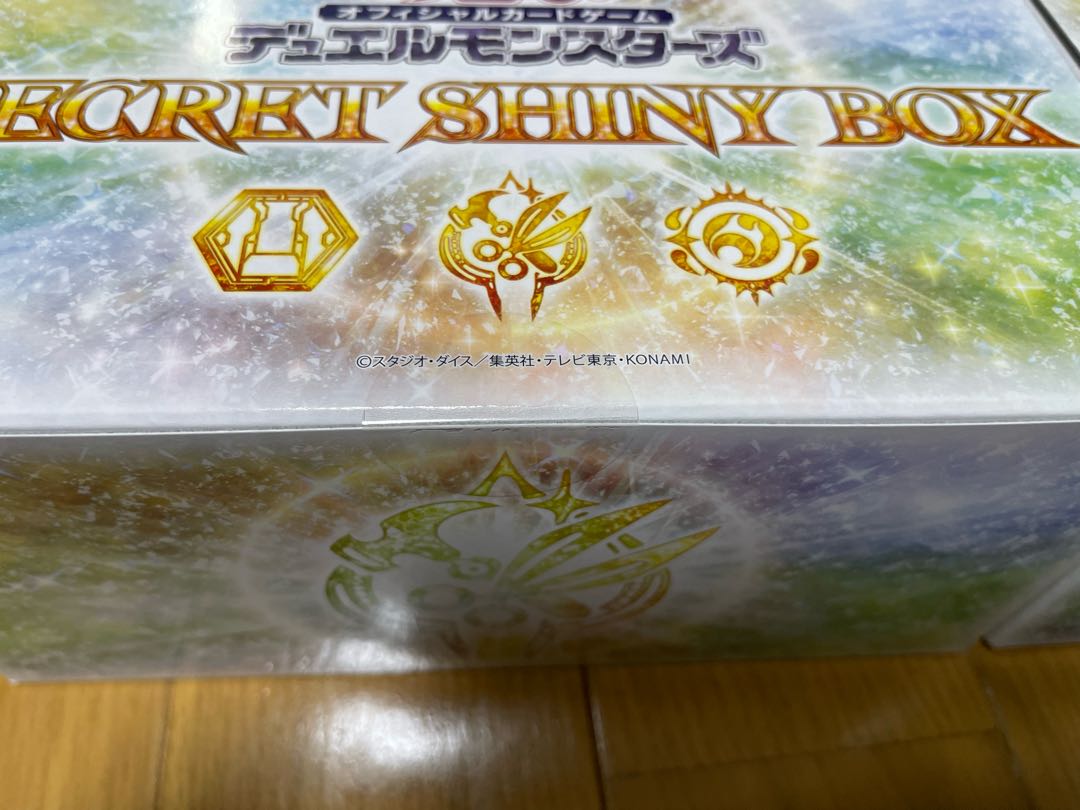 オフィシャルカードゲーム
デュエルモンスターズ
ECRET SHINY BOX
©スタジオ・ダイス／集英社・テレビ東京・KONAMI